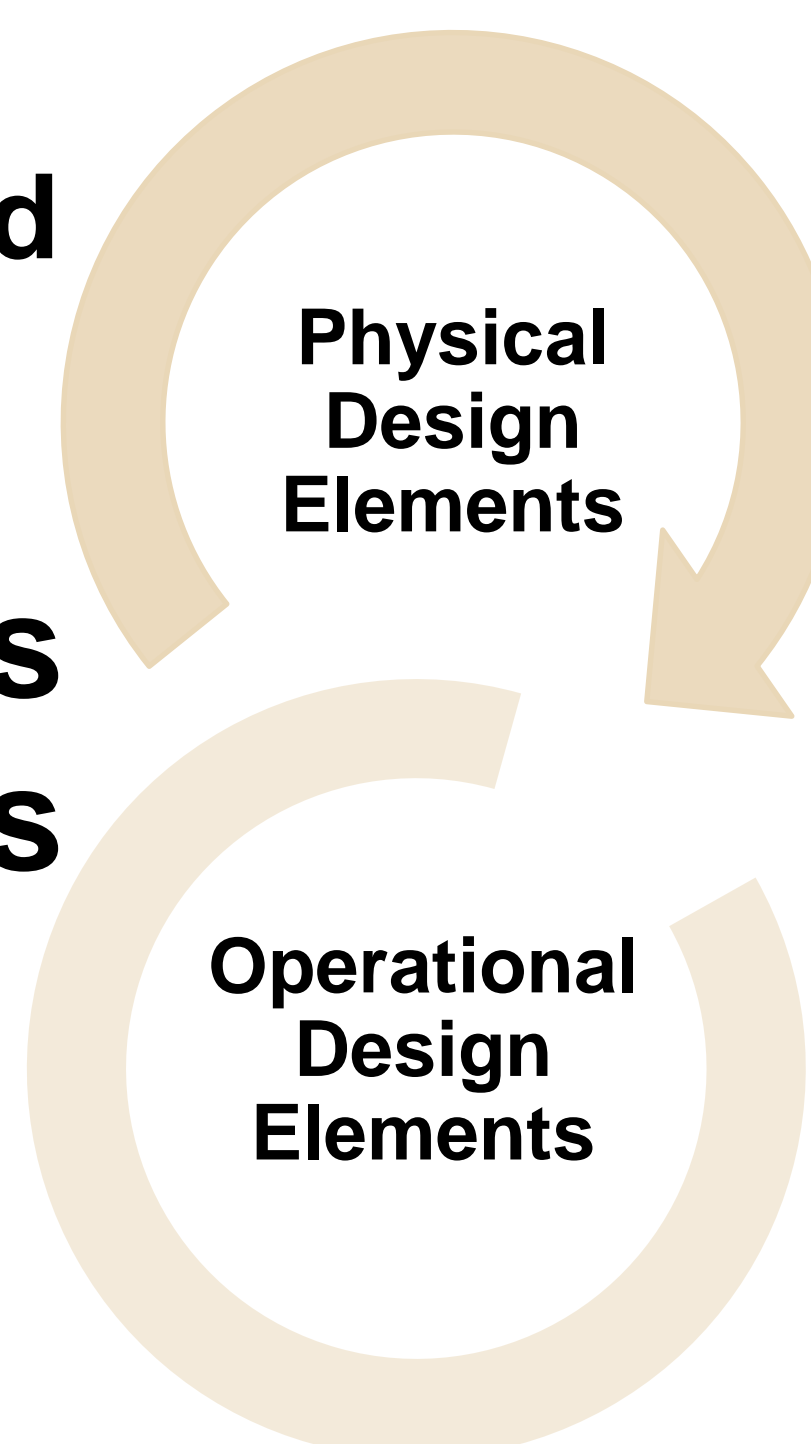 d
Physical
Design
Elements
s
s
Operational
Design
Elements